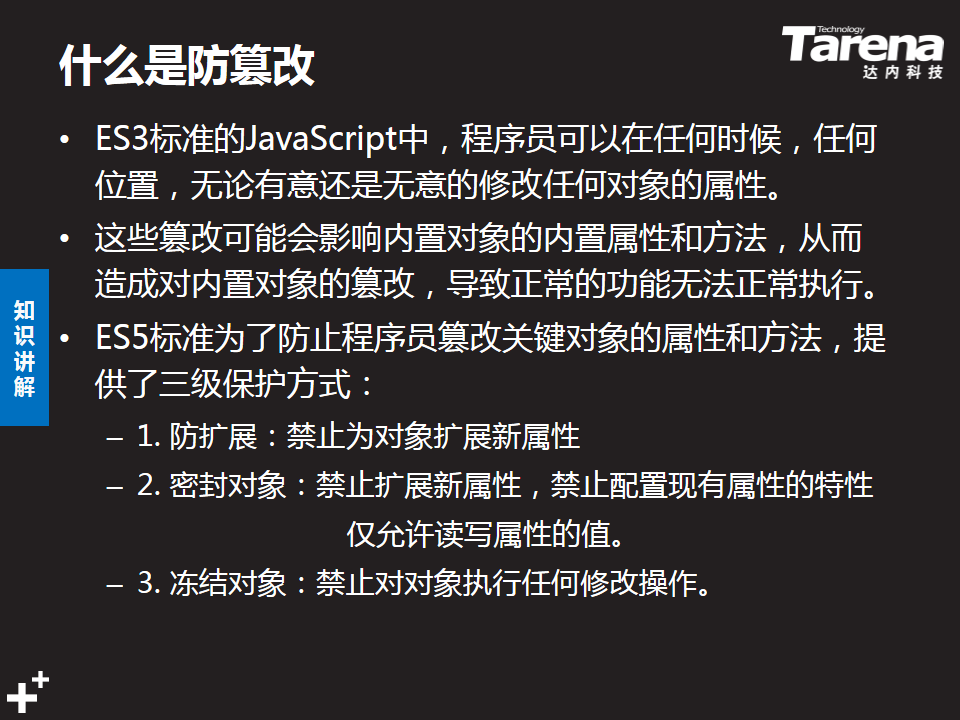 什么是防篡改
Technology
Tarena
达内科技
• ES3标准的JavaScript中，程序员可以在任何时候，任何
位置，无论有意还是无意的修改任何对象的属性。
• 这些篡改可能会影响内置对象的内置属性和方法，从而
造成对内置对象的篡改，导致正常的功能无法正常执行。
• ES5标准为了防止程序员篡改关键对象的属性和方法，提
供了三级保护方式：
– 1. 防扩展：禁止为对象扩展新属性
– 2. 密封对象：禁止扩展新属性，禁止配置现有属性的特性
仅允许读写属性的值。
– 3. 冻结对象：禁止对对象执行任何修改操作。
知识讲解